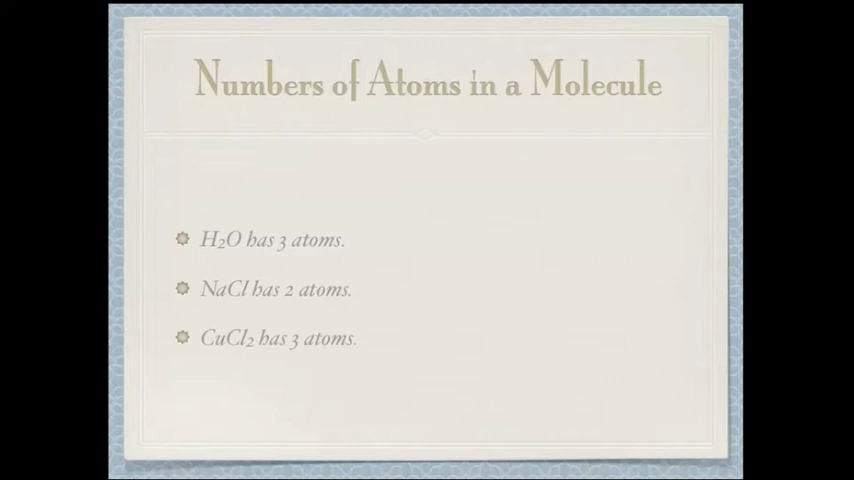 Numbers of Atoms in a Molecule
H₂O has 3 atoms.
NaCl has 2 atoms.
CuCl₂ has 3 atoms.